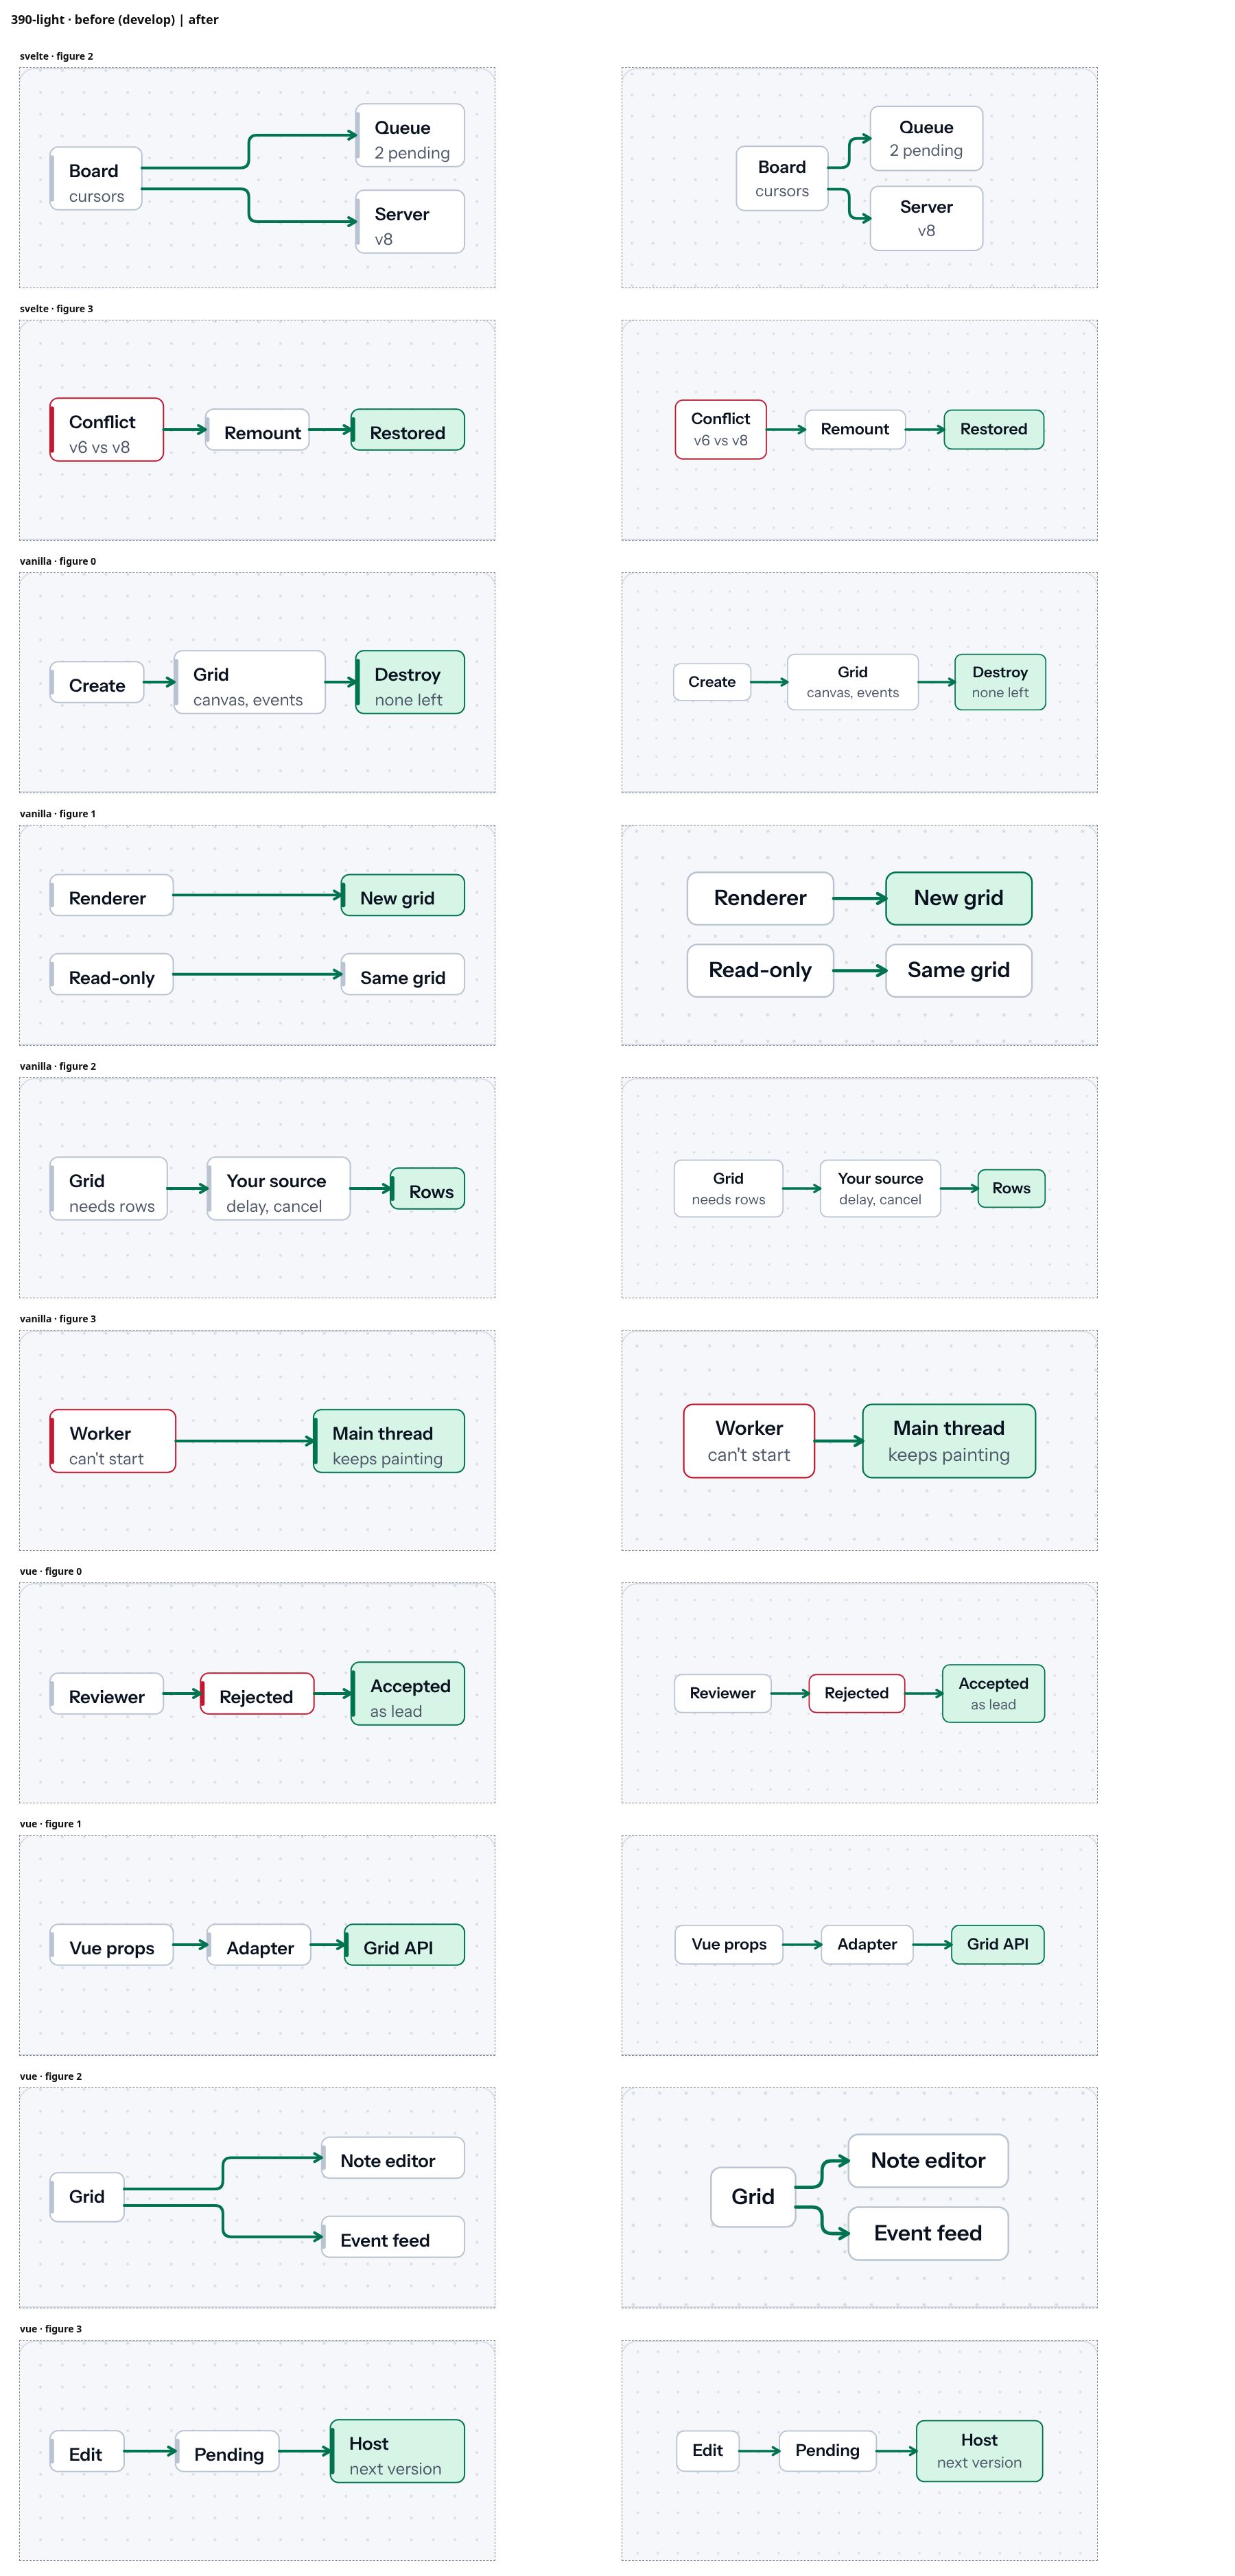 390-light · before (develop) | after
svelte · figure 2
Board
cursors
Queue
2 pending
Server
v8
Board
cursors
Queue
2 pending
Server
v8
svelte · figure 3
Conflict
v6 vs v8
Remount
Restored
Conflict
v6 vs v8
Remount
Restored
vanilla · figure 0
Create
Grid
canvas, events
Destroy
none left
Create
Grid
canvas, events
Destroy
none left
vanilla · figure 1
Renderer
New grid
Read-only
Same grid
Renderer
New grid
Read-only
Same grid
vanilla · figure 2
Grid
needs rows
Your source
delay, cancel
Rows
Grid
needs rows
Your source
delay, cancel
Rows
vanilla · figure 3
Worker
can't start
Main thread
keeps painting
Worker
can't start
Main thread
keeps painting
vue · figure 0
Reviewer
Rejected
Accepted
as lead
Reviewer
Rejected
Accepted
as lead
vue · figure 1
Vue props
Adapter
Grid API
Vue props
Adapter
Grid API
vue · figure 2
Grid
Note editor
Event feed
Grid
Note editor
Event feed
vue · figure 3
Edit
Pending
Host
next version
Edit
Pending
Host
next version